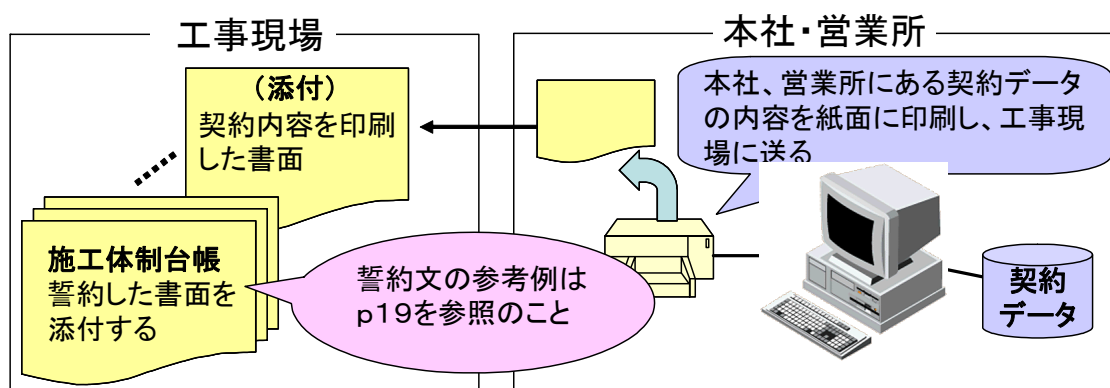 工事現場
(添付)
契約内容を印刷
した書面
施工体制台帳
誓約した書面を
添付する
誓約文の参考例は
p19を参照のこと
本社・営業所
本社、営業所にある契約データ
の内容を紙面に印刷し、工事現
場に送る
契約
データ